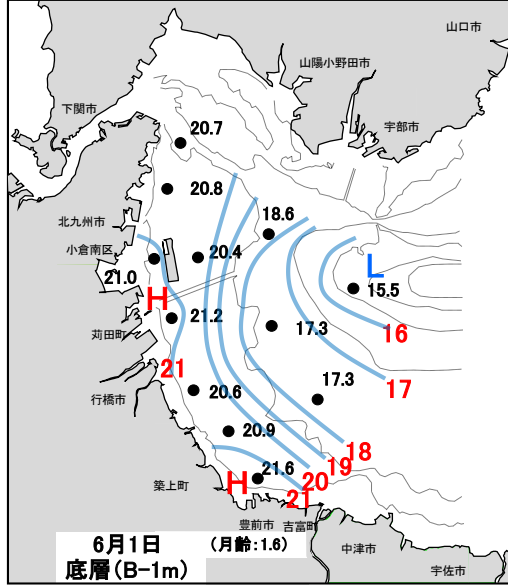 山口市
山陽小野田市
下関市
宇部市
20.7
20.8
北九州市
18.6
小倉南区
20.4
L
21.0
15.5
H
21.2
17.3
16
苅田町
21
17
行橋市
20.6
17.3
20.9
18
19
21.6
20
築上町
H
21
豊前市
吉富町
6月1日
(月齢:1.6)
中津市
底層(B-1m)
宇佐市